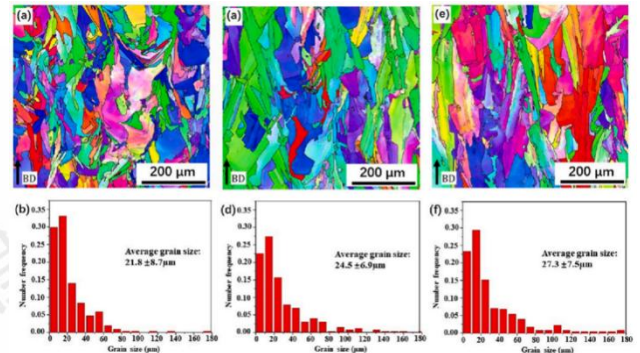 (a) (a) (e)
BD 200 μm BD 200 μm BD 200 μm
(b) (d) (f)
Number frequency Number frequency Number frequency
0.35 0.35 0.35
0.30 0.30 0.30
0.25 0.25 0.25
0.20 0.20 0.20
0.15 0.15 0.15
0.10 0.10 0.10
0.05 0.05 0.05
0.00 0.00 0.00
Average grain size: Average grain size: Average grain size:
21.8 ±8.7μm 24.5 ±6.9μm 27.3 ±7.5μm
0 20 40 60 80 100 120 140 160 180 0 20 40 60 80 100 120 140 160 180 0 20 40 60 80 100 120 140 160 180
Grain size (μm) Grain size (μm) Grain size (μm)